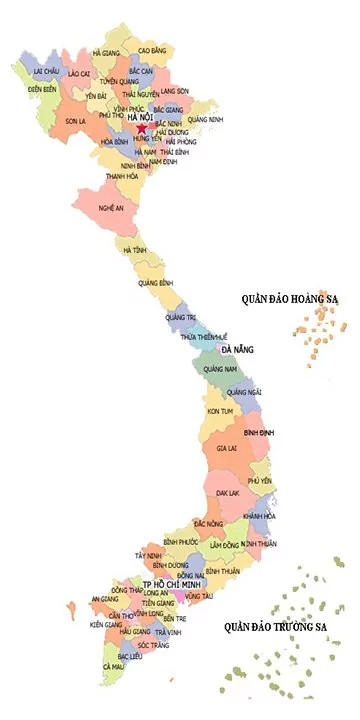 HÀ GIANG
CAO BẰNG
LAI CHÂU
LÀO CAI
BẮC CẠN
TUYÊN QUANG
ĐIỆN BIÊN
YÊN BÁI
THÁI NGUYÊN
LẠNG SƠN
VĨNH PHÚC
BẮC GIANG
PHÚ THỌ
HÀ NỘI
QUẢNG NINH
SƠN LA
BẮC NINH
HẢI DƯƠNG
HƯNG YÊN
HẢI PHÒNG
HÒA BÌNH
HÀ NAM
THÁI BÌNH
NINH BÌNH
NAM ĐỊNH
THANH HÓA
NGHỆ AN
HÀ TĨNH
QUẢNG BÌNH
QUẦN ĐẢO HOÀNG SA
QUẢNG TRỊ
THỪA THIÊN/HUẾ
ĐÀ NẴNG
QUẢNG NAM
QUẢNG NGÃI
KON TUM
BÌNH ĐỊNH
GIA LAI
PHÚ YÊN
DAK LAK
KHÁNH HÒA
ĐẮC NÔNG
BÌNH PHƯỚC
LÂM ĐỒNG
NINH THUẬN
TÂY NINH
BÌNH DƯƠNG
BÌNH THUẬN
ĐỒNG NAI
TP HỒ CHÍ MINH
ĐỒNG THÁP
LONG AN
VŨNG TÀU
AN GIANG
TIỀN GIANG
CẦN THƠ
VĨNH LONG
BẾN TRE
KIÊN GIANG
HẬU GIANG
TRÀ VINH
QUẦN ĐẢO TRƯỜNG SA
SÓC TRĂNG
BẠC LIÊU
CÀ MAU